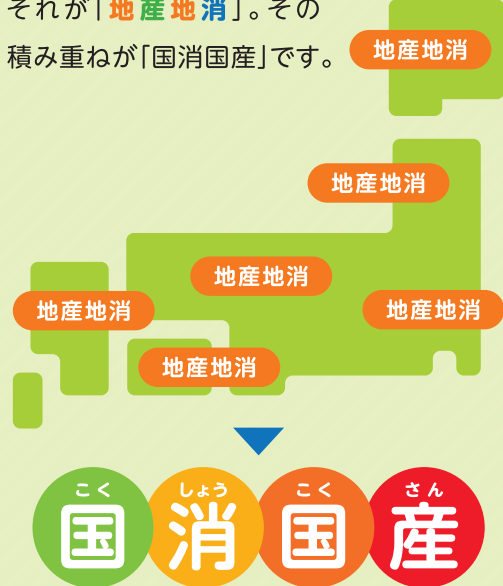 それが「地産地消」。その
積み重ねが「国消国産」です。
地産地消
地産地消
地産地消
地産地消
地産地消
地産地消
こく しょう こく さん
国消国産